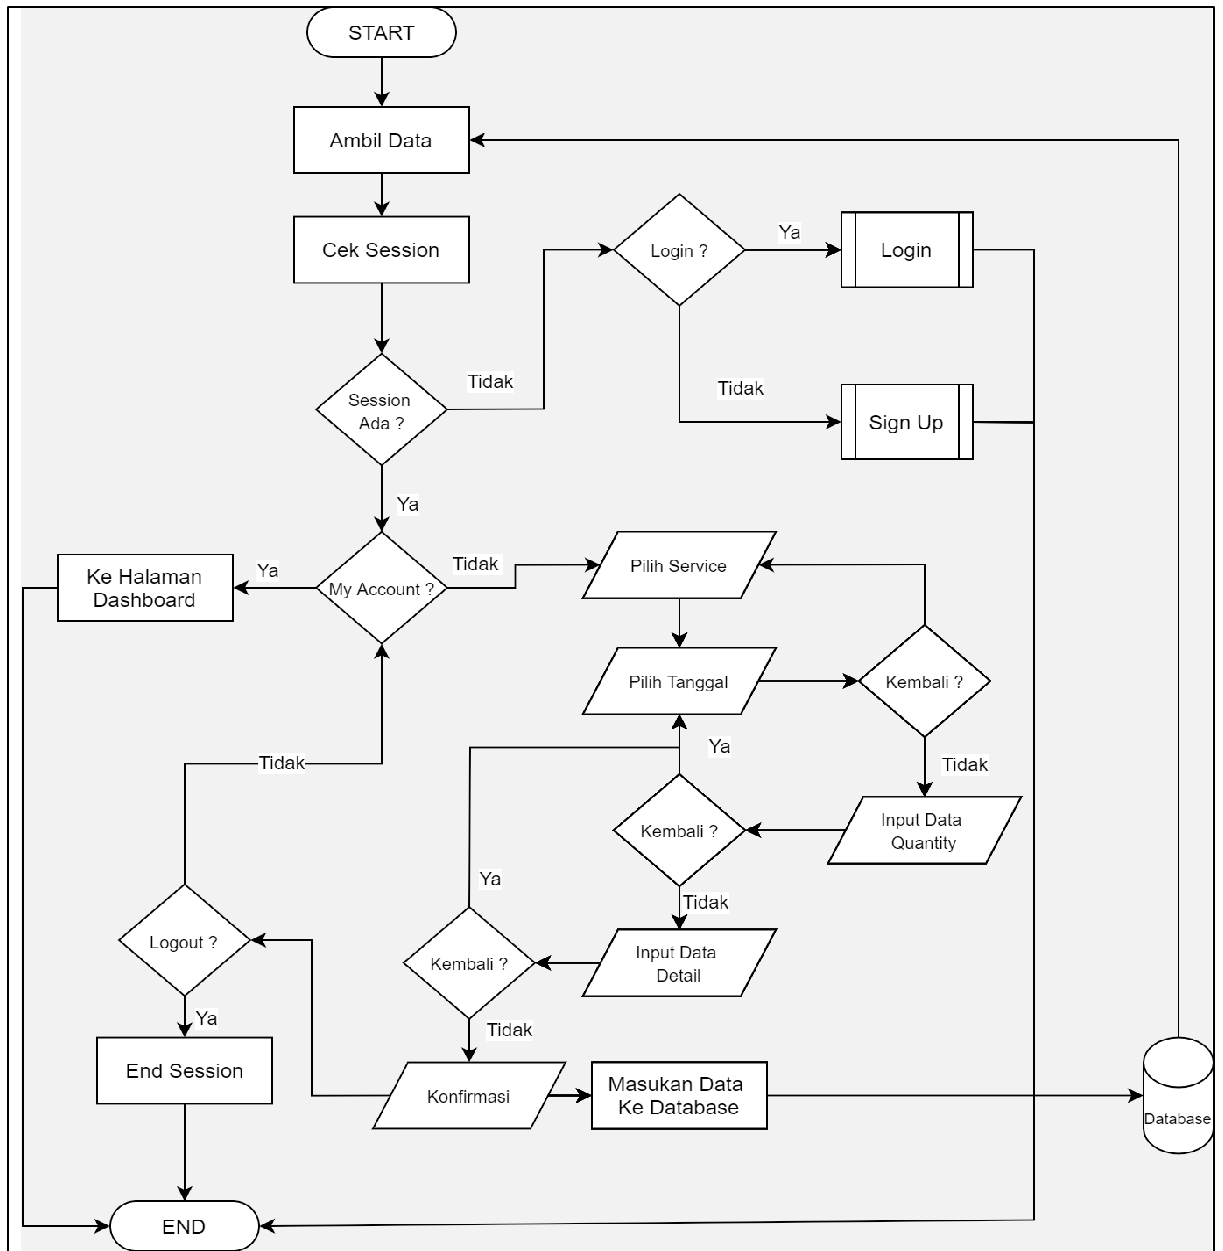 START
Ambil Data
Cek Session
Login ?
Ya
Login
Tidak
Session
Ada ?
Tidak
Sign Up
Ya
Ke Halaman
Dashboard
Ya
My Account ?
Tidak
Pilih Service
Pilih Tanggal
Kembali ?
Ya
Tidak
Tidak
Kembali ?
Input Data
Quantity
Ya
Tidak
Logout ?
Kembali ?
Input Data
Detail
Ya
Tidak
End Session
Konfirmasi
Masukan Data
Ke Database
Database
END